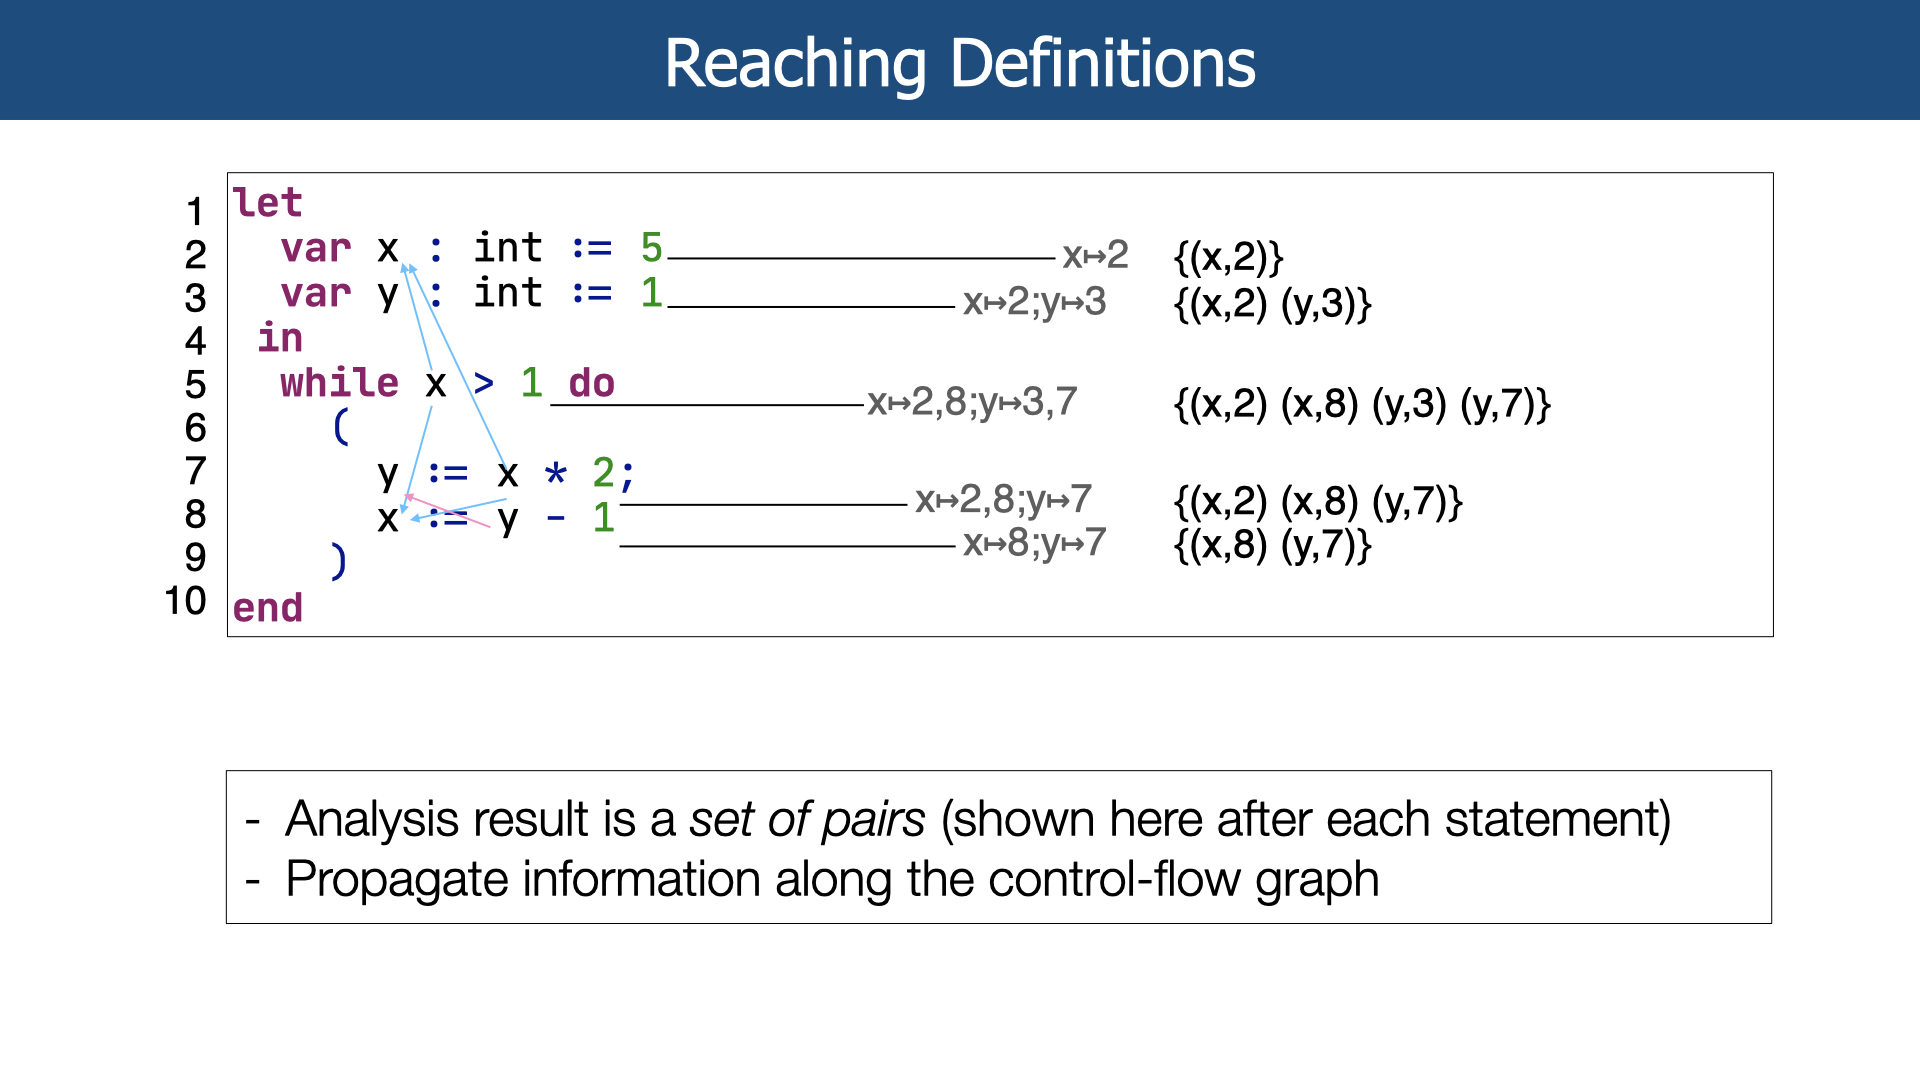 Reaching Definitions
1 let
2 var x : int := 5 x↦2 {(x,2)}
3 var y : int := 1 x↦2;y↦3 {(x,2) (y,3)}
4 in
5 while x > 1 do x↦2,8;y↦3,7 {(x,2) (x,8) (y,3) (y,7)}
6 (
7 y := x * 2; x↦2,8;y↦7 {(x,2) (x,8) (y,7)}
8 x := y - 1 x↦8;y↦7 {(x,8) (y,7)}
9 )
10 end
- Analysis result is a set of pairs (shown here after each statement)
- Propagate information along the control-flow graph